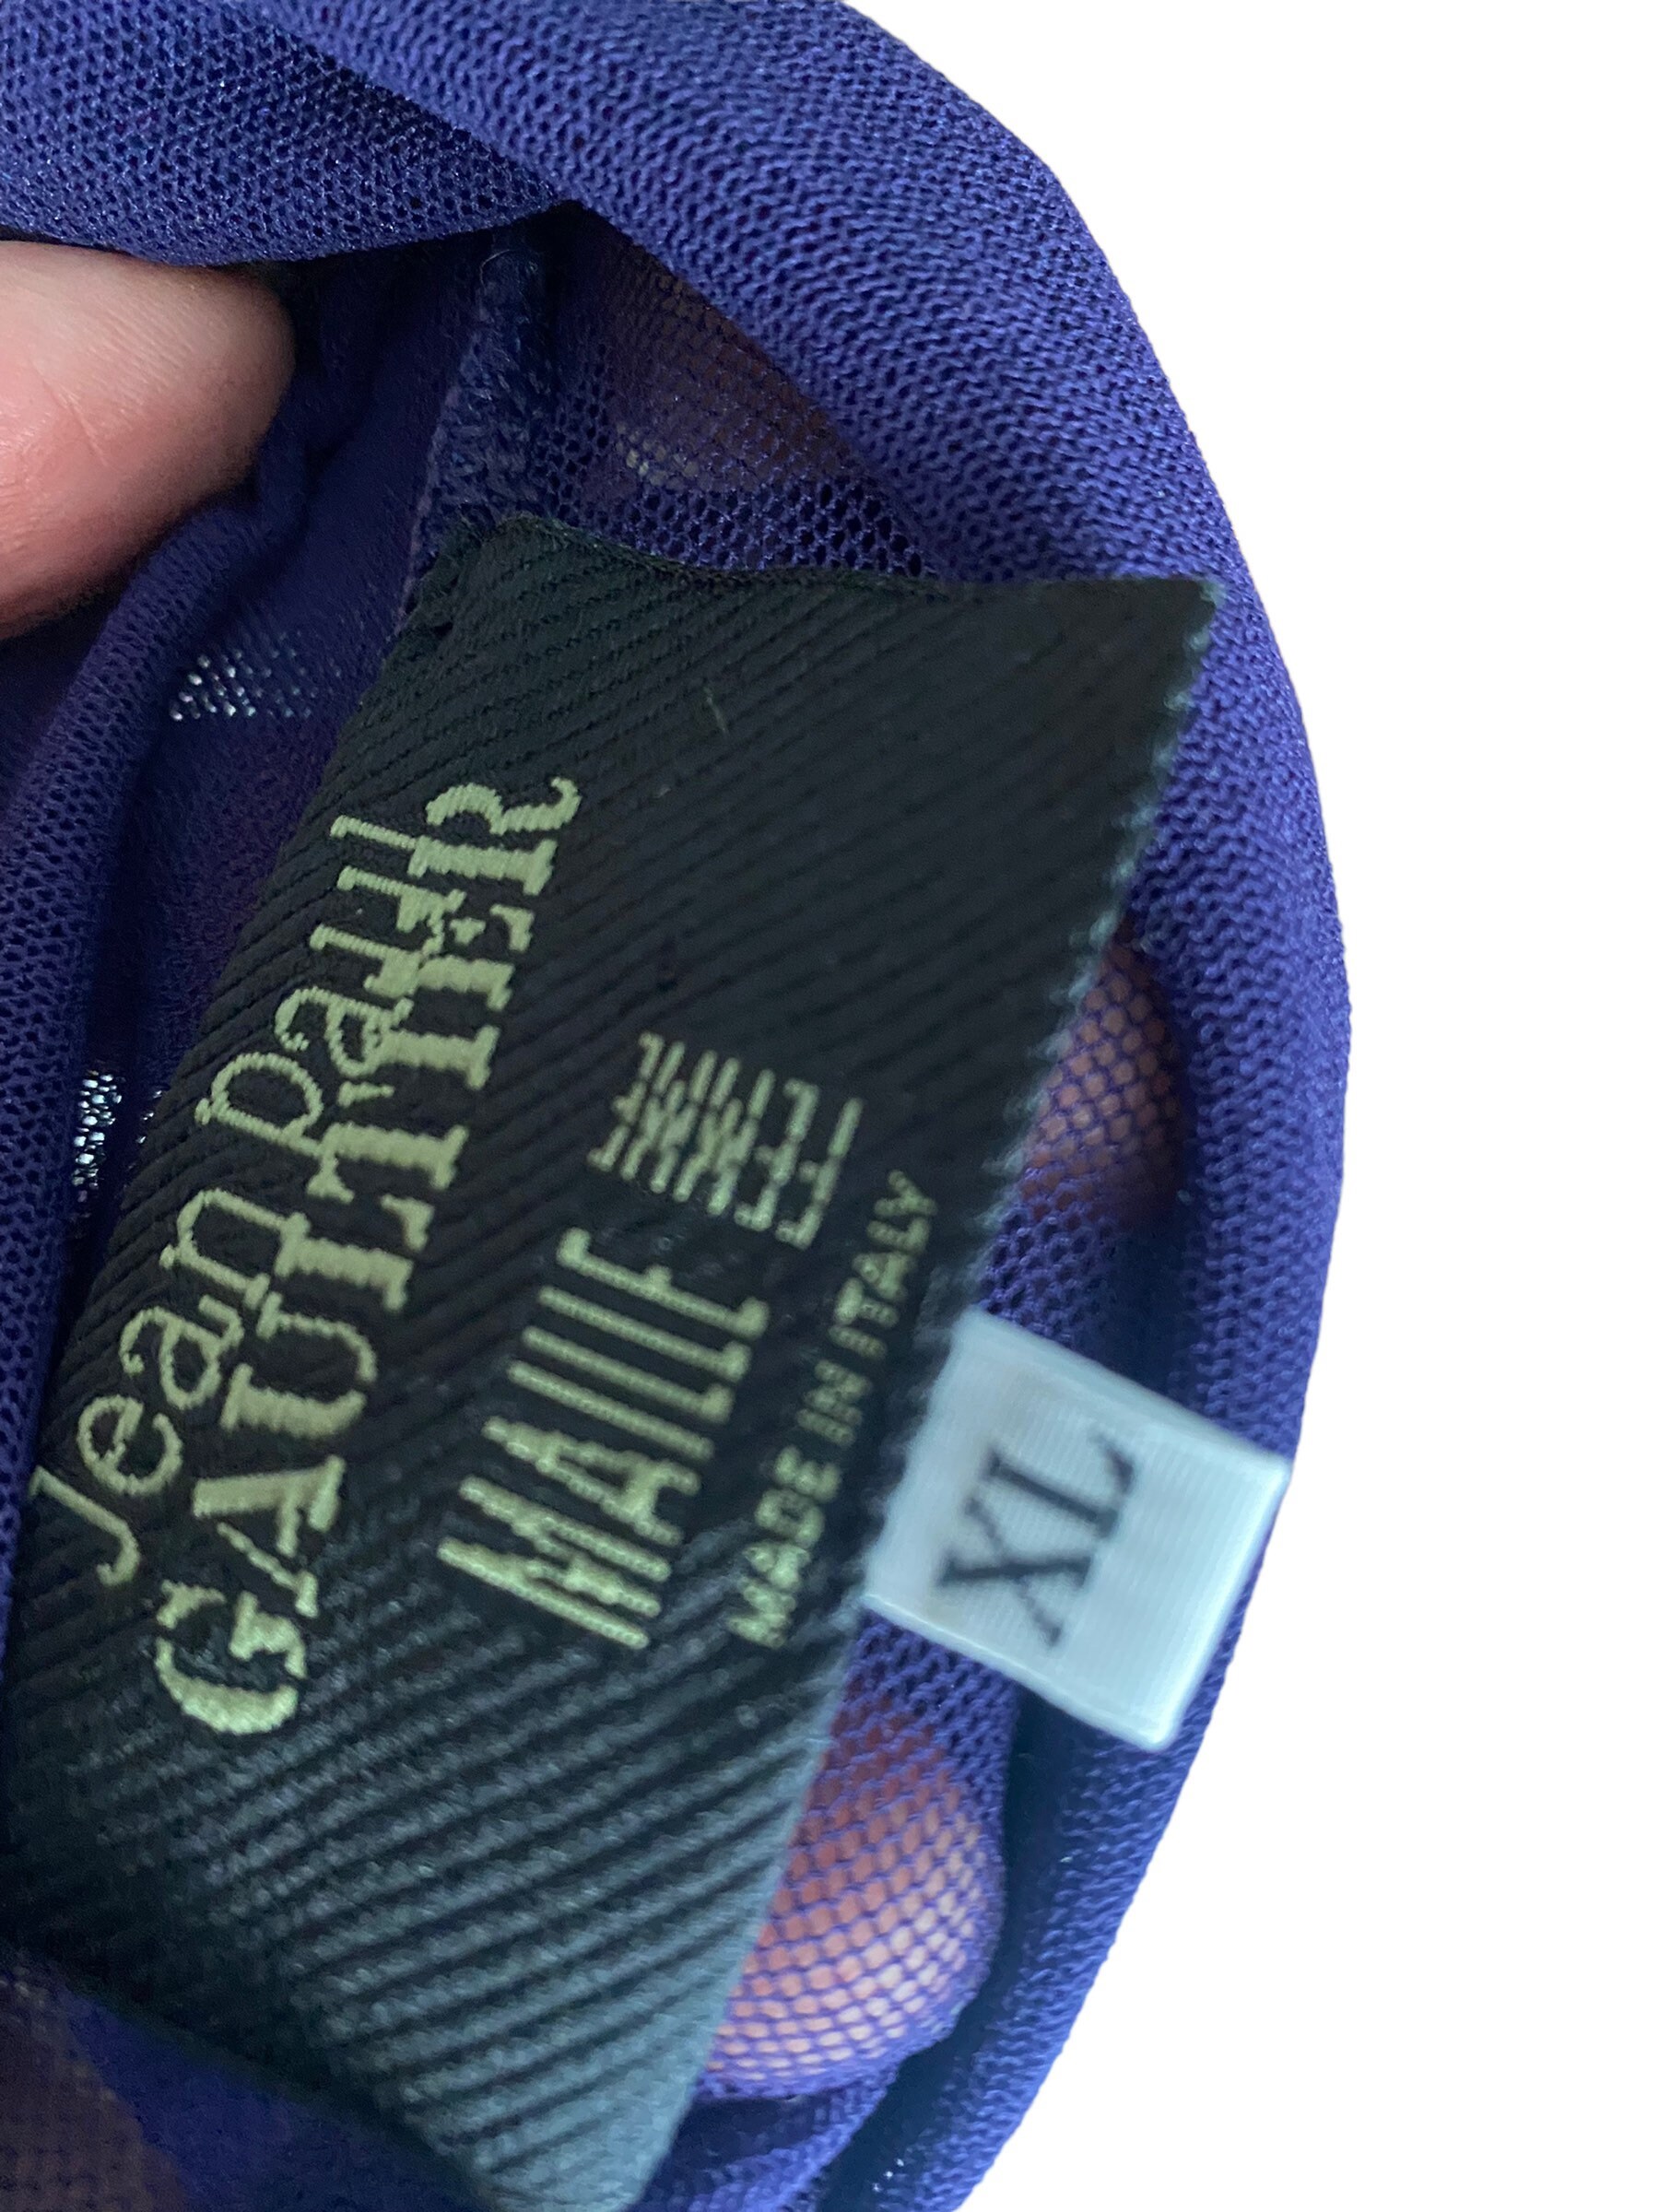 Jean Paul
GAULTIER
MAILLE FEMME
MADE IN ITALY
XL